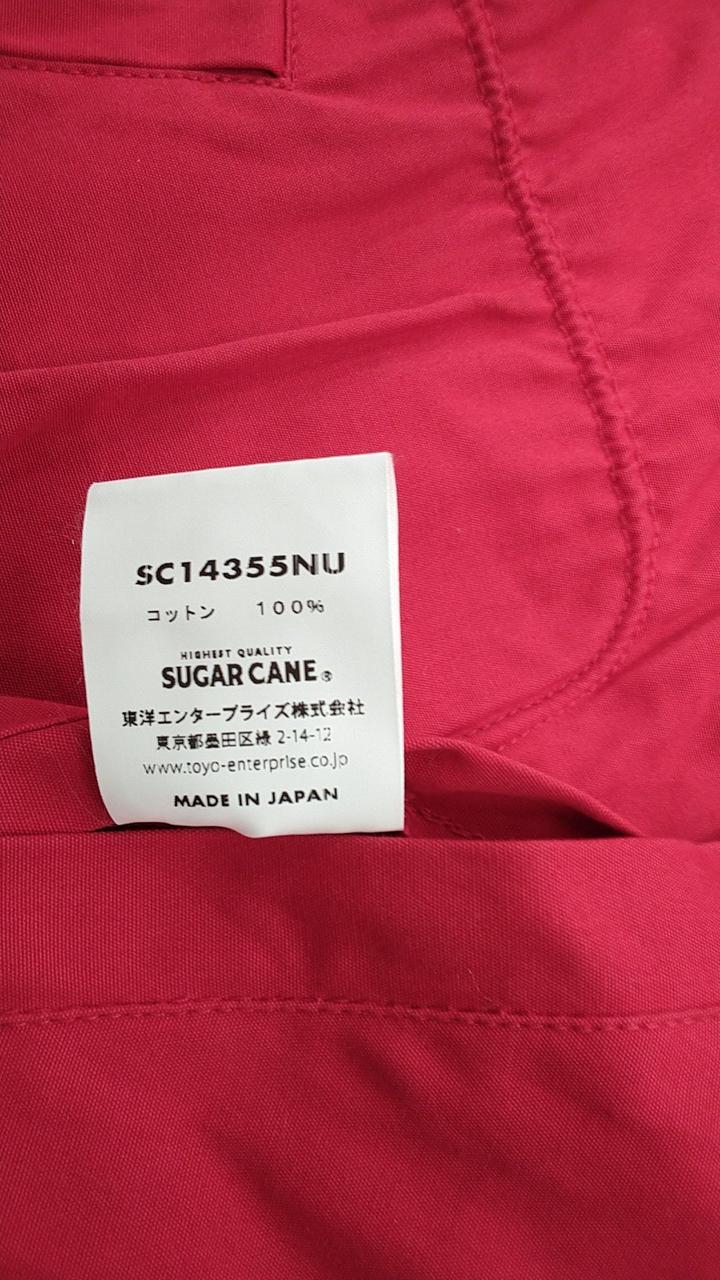 SC14355NU
コットン 100%
HIGHEST QUALITY
SUGAR CANE®
東洋エンタープライズ株式会社
東京都墨田区緑 2-14-12
www.toyo-enterprise.co.jp
MADE IN JAPAN